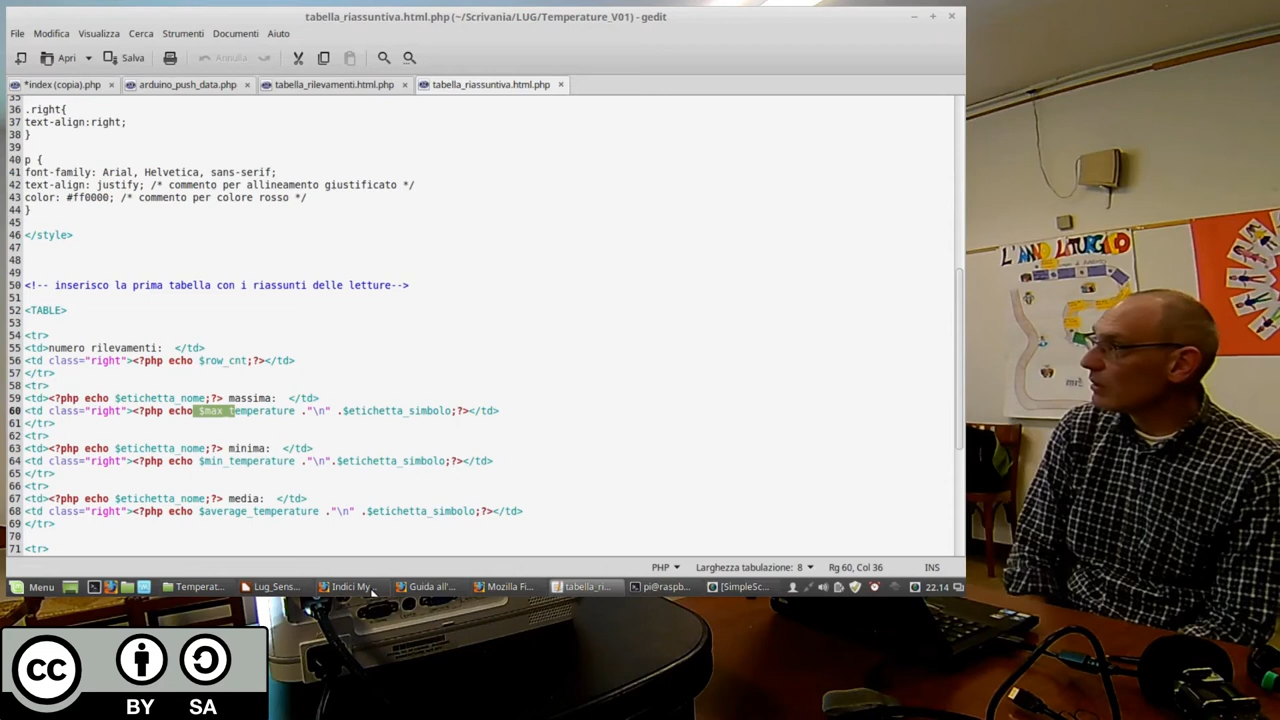 tabella_riassuntiva.html.php (~/Scrivania/LUG/Temperature_V01) - gedit
File Modifica Visualizza Cerca Strumenti Documenti Aiuto
Apri Salva Annulla
*index (copia).php arduino_push_data.php tabella_rilevamenti.html.php tabella_riassuntiva.html.php
35
36 .right{
37 text-align:right;
38 }
39
40 p {
41 font-family: Arial, Helvetica, sans-serif;
42 text-align: justify; /* commento per allineamento giustificato */
43 color: #ff0000; /* commento per colore rosso */
44 }
45
46 </style>
47
48
49
50 <!-- inserisco la prima tabella con i riassunti delle letture-->
51
52 <TABLE>
53
54 <tr>
55 <td>numero rilevamenti:  </td>
56 <td class="right"><?php echo $row_cnt;?></td>
57 </tr>
58 <tr>
59 <td><?php echo $etichetta_nome;?> massima:  </td>
60 <td class="right"><?php echo $max_temperature ."\n" .$etichetta_simbolo;?></td>
61 </tr>
62 <tr>
63 <td><?php echo $etichetta_nome;?> minima:  </td>
64 <td class="right"><?php echo $min_temperature ."\n".$etichetta_simbolo;?></td>
65 </tr>
66 <tr>
67 <td><?php echo $etichetta_nome;?> media:  </td>
68 <td class="right"><?php echo $average_temperature ."\n" .$etichetta_simbolo;?></td>
69 </tr>
70
71 <tr>
PHP Larghezza tabulazione: 8 Rg 60, Col 36 INS
Menu Temperat... Lug_Sens... Indici My... Guida all'... Mozilla Fi... tabella_ri... pi@raspb... [SimpleSc... 22.14
L'ANNO LITURGICO
cc
BY SA